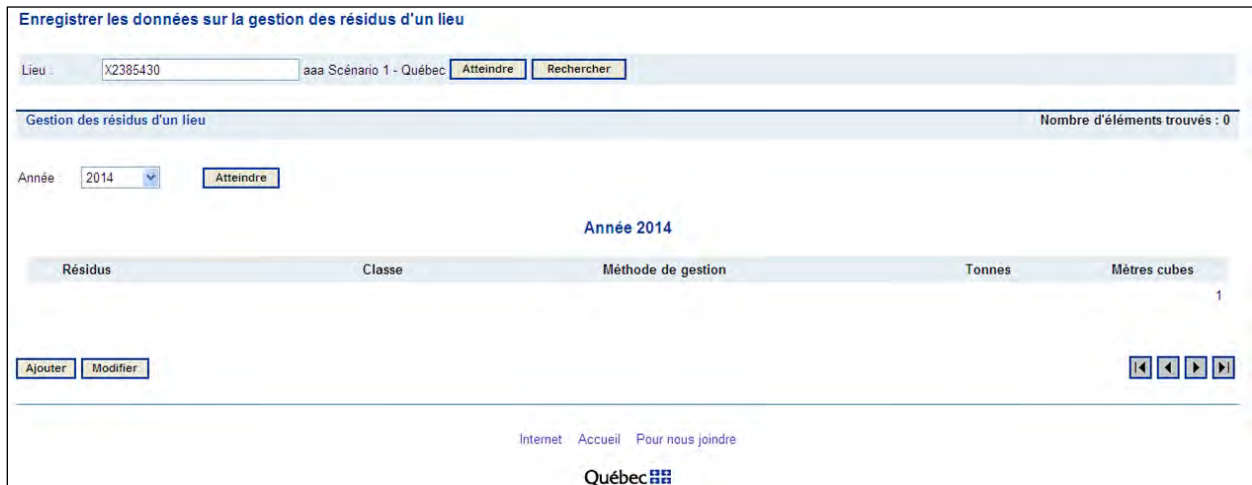 Enregistrer les données sur la gestion des résidus d'un lieu
Lieu : X2385430 aaa Scénario 1 - Québec Atteindre Rechercher
Gestion des résidus d'un lieu Nombre d'éléments trouvés : 0
Année : 2014 Atteindre
Année 2014
Résidus Classe Méthode de gestion Tonnes Mètres cubes
1
Ajouter Modifier
Internet Accueil Pour nous joindre
Québec